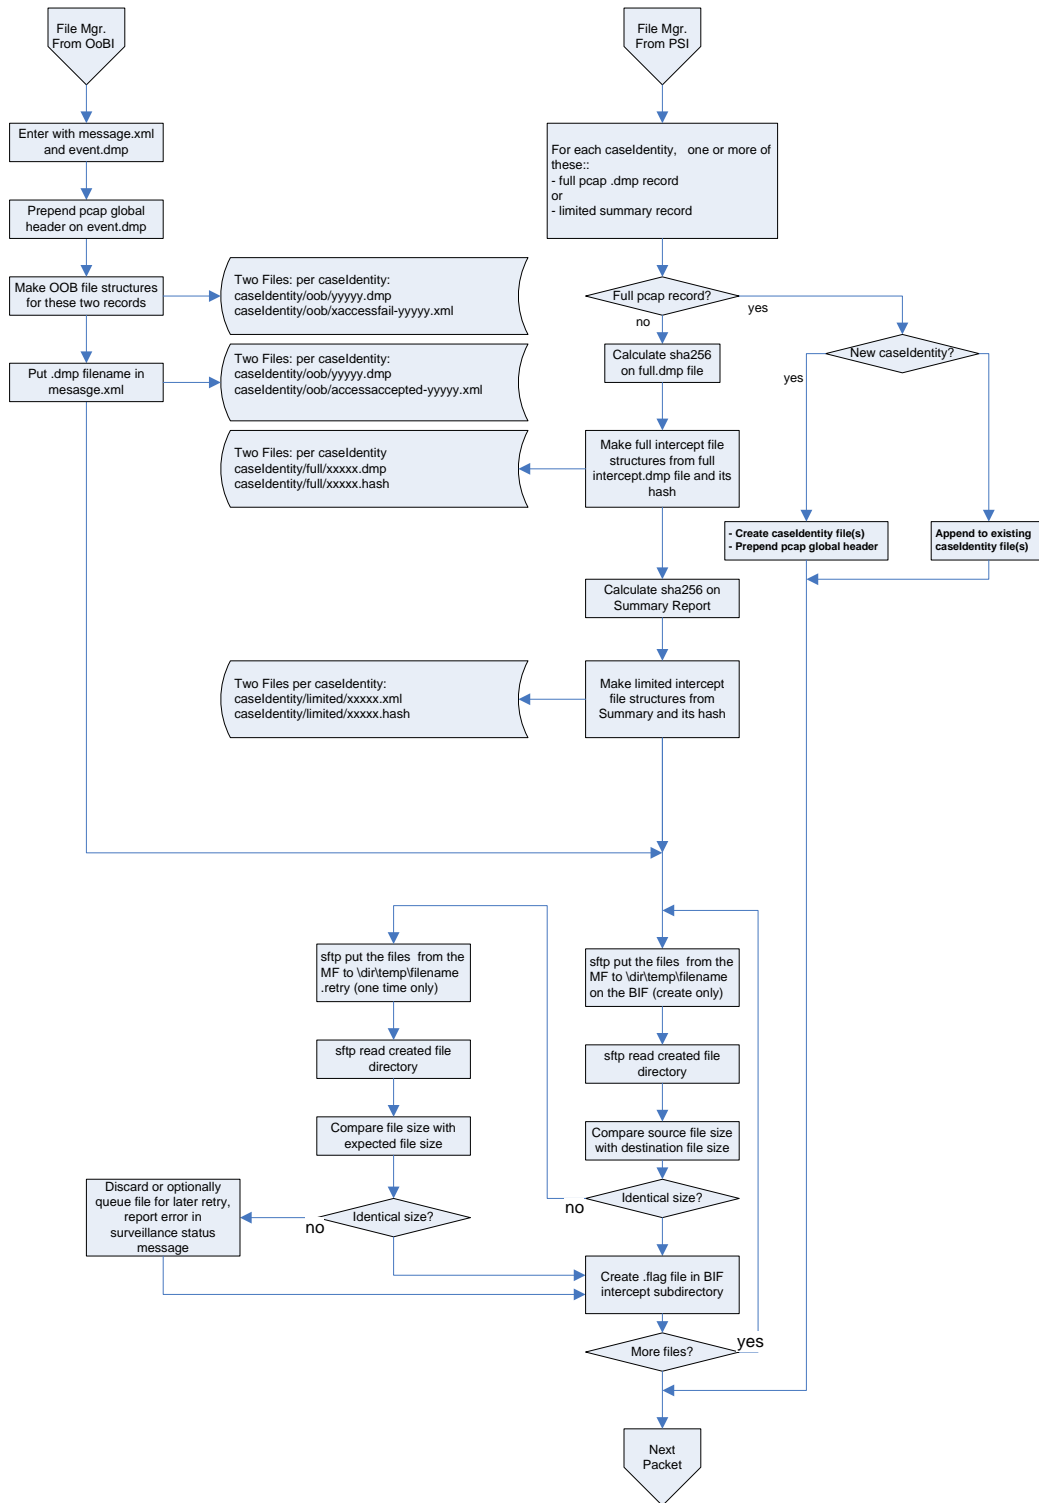 File Mgr.
From OoBI
File Mgr.
From PSI
Enter with message.xml
and event.dmp
For each caseIdentity, one or more of
these::
- full pcap .dmp record
or
- limited summary record
Prepend pcap global
header on event.dmp
Make OOB file structures
for these two records
Two Files: per caseIdentity:
caseIdentity/oob/yyyyy.dmp
caseIdentity/oob/xaccessfail-yyyyy.xml
Full pcap record?
yes
no
Put .dmp filename in
mesasge.xml
Two Files: per caseIdentity:
caseIdentity/oob/yyyyy.dmp
caseIdentity/oob/accessaccepted-yyyyy.xml
Calculate sha256
on full.dmp file
New caseIdentity?
yes
Two Files: per caseIdentity
caseIdentity/full/xxxxx.dmp
caseIdentity/full/xxxxx.hash
Make full intercept file
structures from full
intercept.dmp file and its
hash
- Create caseIdentity file(s)
- Prepend pcap global header
Append to existing
caseIdentity file(s)
Calculate sha256 on
Summary Report
Two Files per caseIdentity:
caseIdentity/limited/xxxxx.xml
caseIdentity/limited/xxxxx.hash
Make limited intercept
file structures from
Summary and its hash
sftp put the files from the
MF to \dir\temp\filename
.retry (one time only)
sftp put the files from the
MF to \dir\temp\filename
on the BIF (create only)
sftp read created file
directory
sftp read created file
directory
Compare file size with
expected file size
Compare source file size
with destination file size
Discard or optionally
queue file for later retry,
report error in
surveillance status
message
no
Identical size?
no
Identical size?
Create .flag file in BIF
intercept subdirectory
More files?
yes
Next
Packet